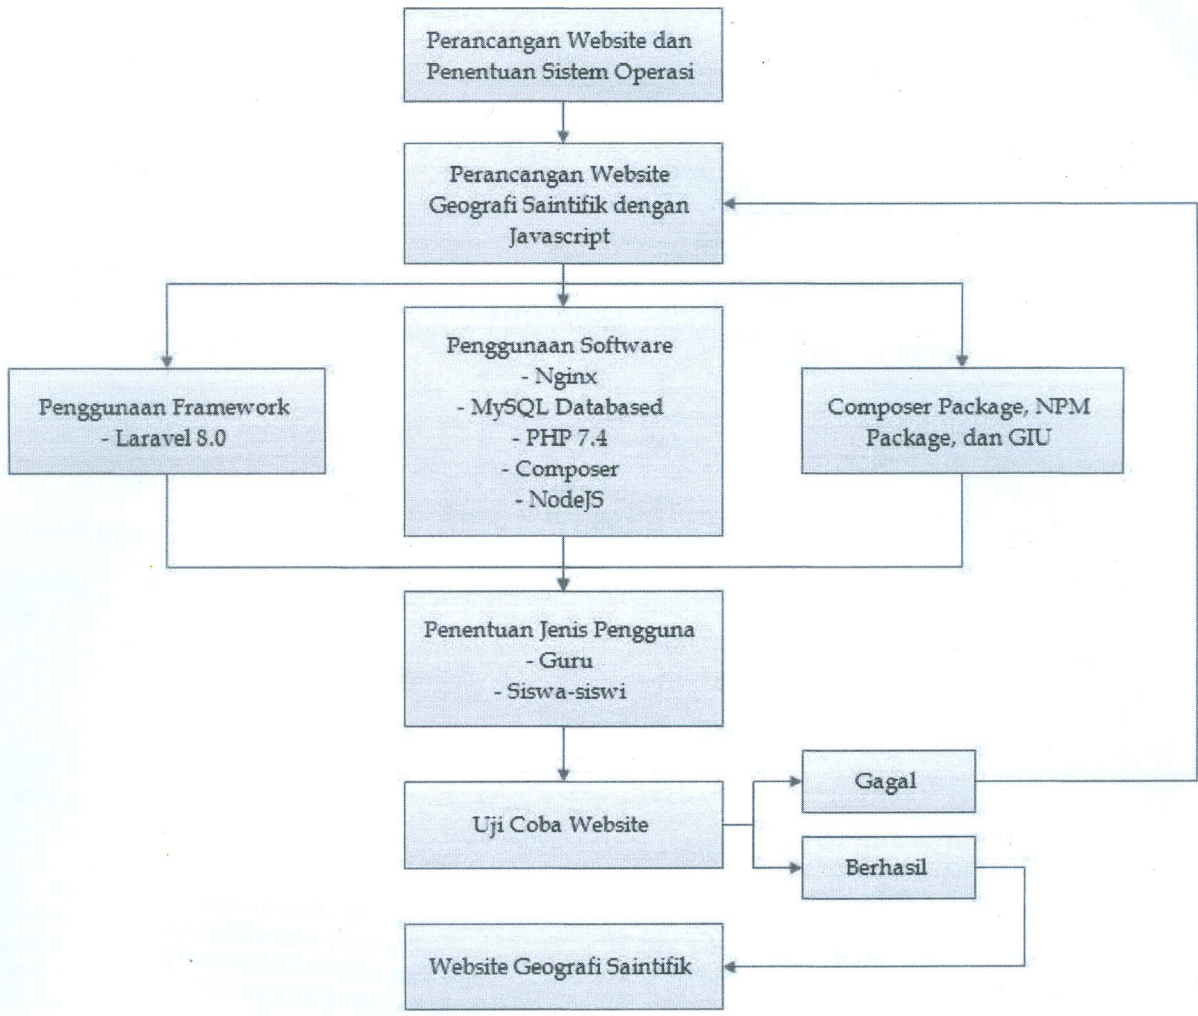 Perancangan Website dan
Penentuan Sistem Operasi
Perancangan Website
Geografi Saintifik dengan
Javascript
Penggunaan Framework
- Laravel 8.0
Penggunaan Software
- Nginx
- MySQL Databased
- PHP 7.4
- Composer
- NodeJS
Composer Package, NPM
Package, dan GIU
Penentuan Jenis Pengguna
- Guru
- Siswa-siswi
Uji Coba Website
Gagal
Berhasil
Website Geografi Saintifik